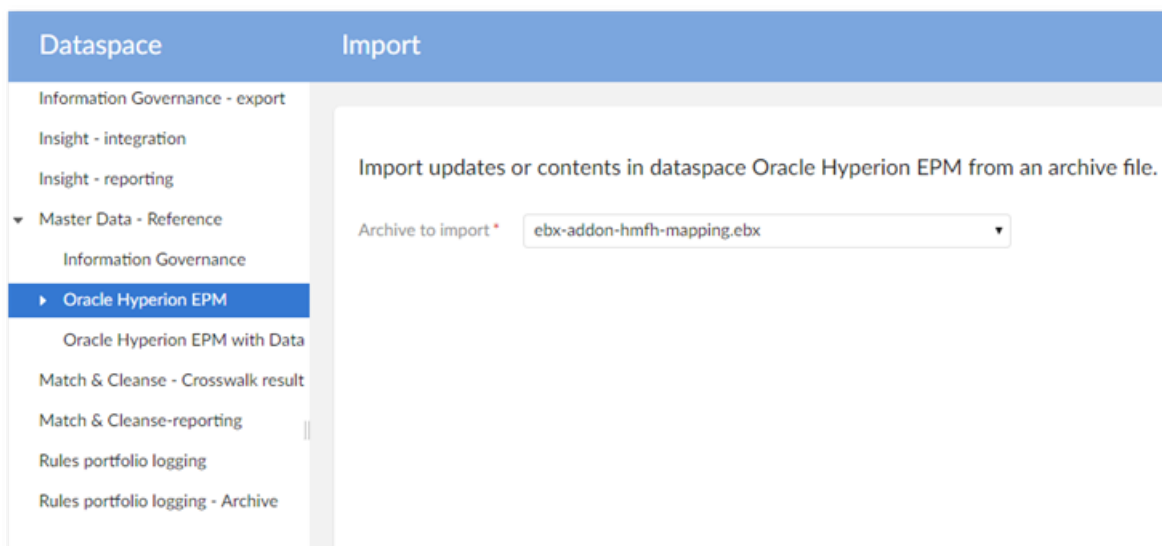 Dataspace
Import
Information Governance - export
Insight - integration
Insight - reporting
Master Data - Reference
Information Governance
Oracle Hyperion EPM
Oracle Hyperion EPM with Data
Match & Cleanse - Crosswalk result
Match & Cleanse-reporting
Rules portfolio logging
Rules portfolio logging - Archive
Import updates or contents in dataspace Oracle Hyperion EPM from an archive file.
Archive to import * ebx-addon-hmfh-mapping.ebx